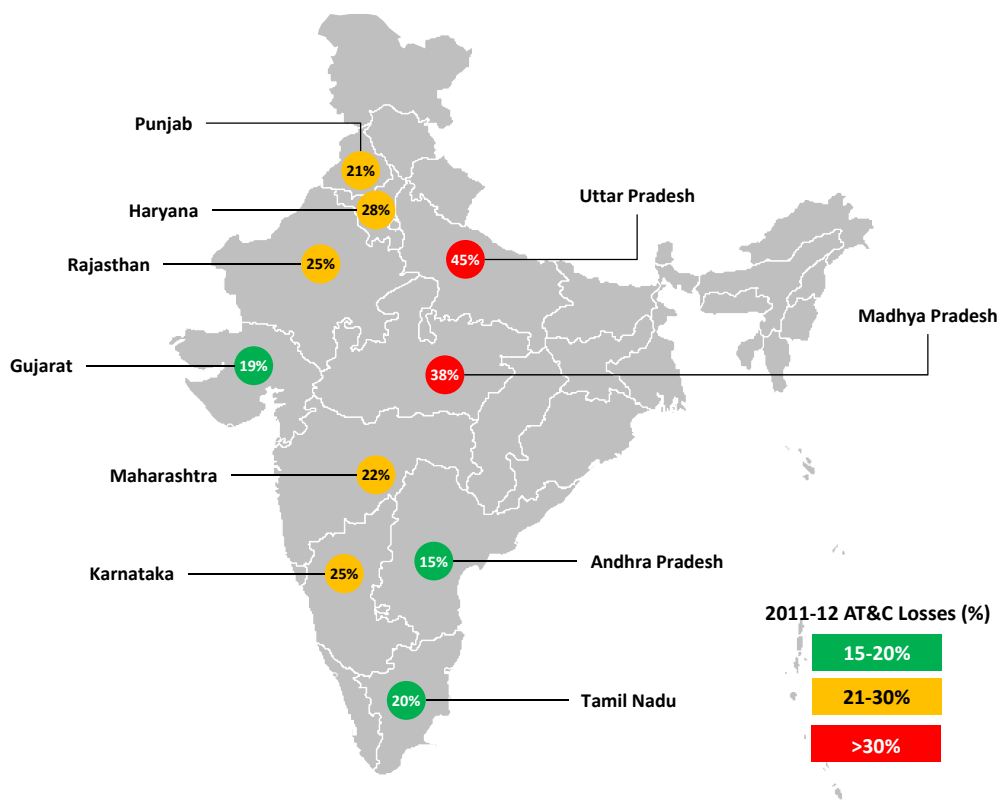 Punjab
21%
Uttar Pradesh
Haryana
28%
Rajasthan
25%
45%
Madhya Pradesh
Gujarat
19%
38%
Maharashtra
22%
Andhra Pradesh
15%
Karnataka
25%
2011-12 AT&C Losses (%)
15-20%
21-30%
>30%
Tamil Nadu
20%